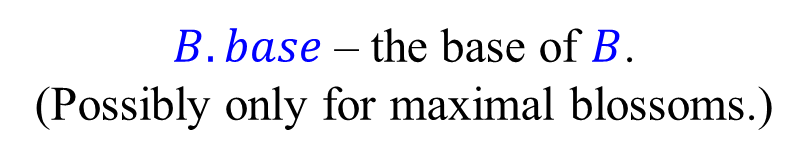 B.base – the base of B.
(Possibly only for maximal blossoms.)